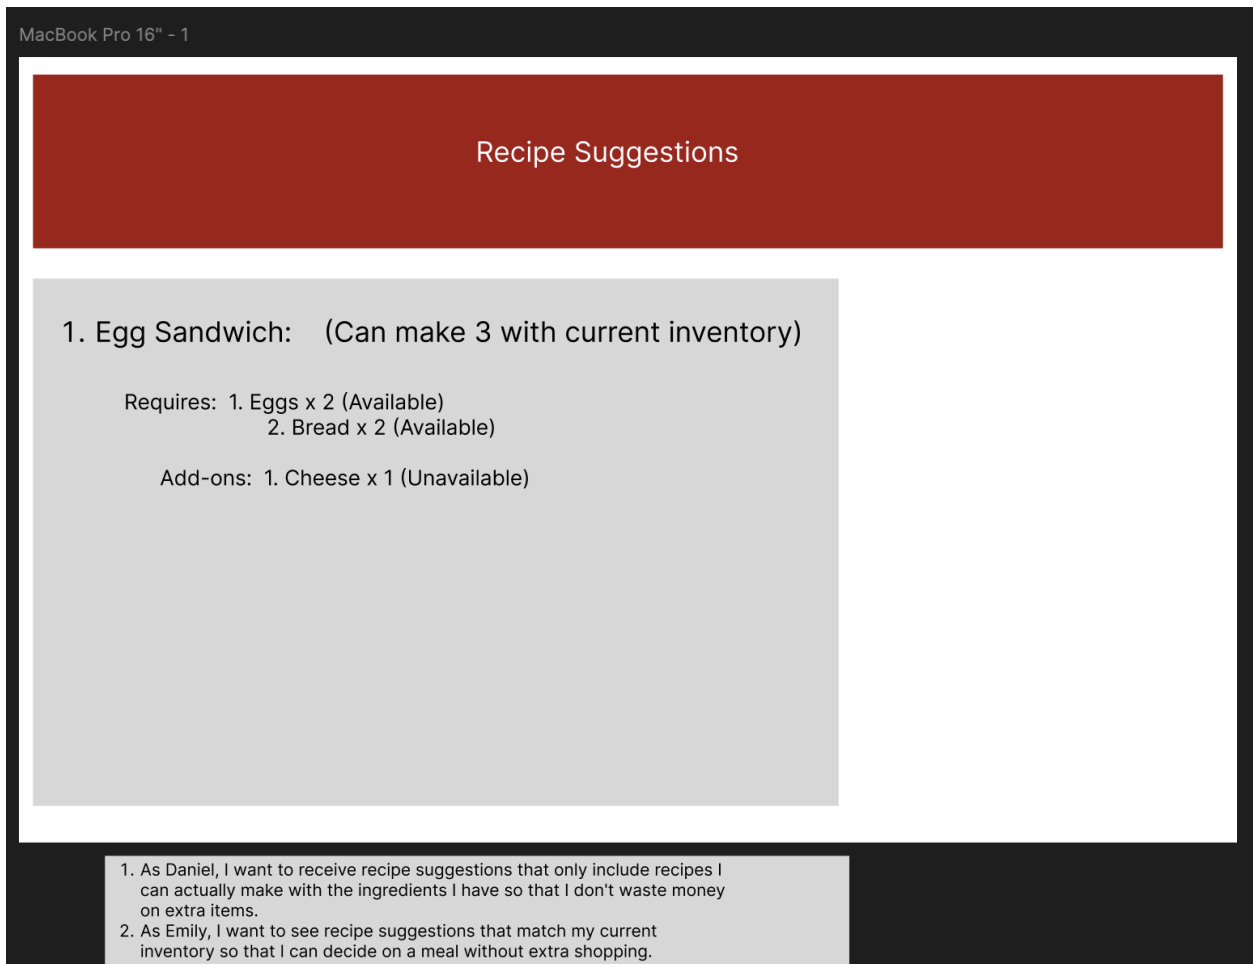 MacBook Pro 16" - 1
Recipe Suggestions
1. Egg Sandwich: (Can make 3 with current inventory)
Requires: 1. Eggs x 2 (Available)
2. Bread x 2 (Available)
Add-ons: 1. Cheese x 1 (Unavailable)
1. As Daniel, I want to receive recipe suggestions that only include recipes I
can actually make with the ingredients I have so that I don't waste money
on extra items.
2. As Emily, I want to see recipe suggestions that match my current
inventory so that I can decide on a meal without extra shopping.